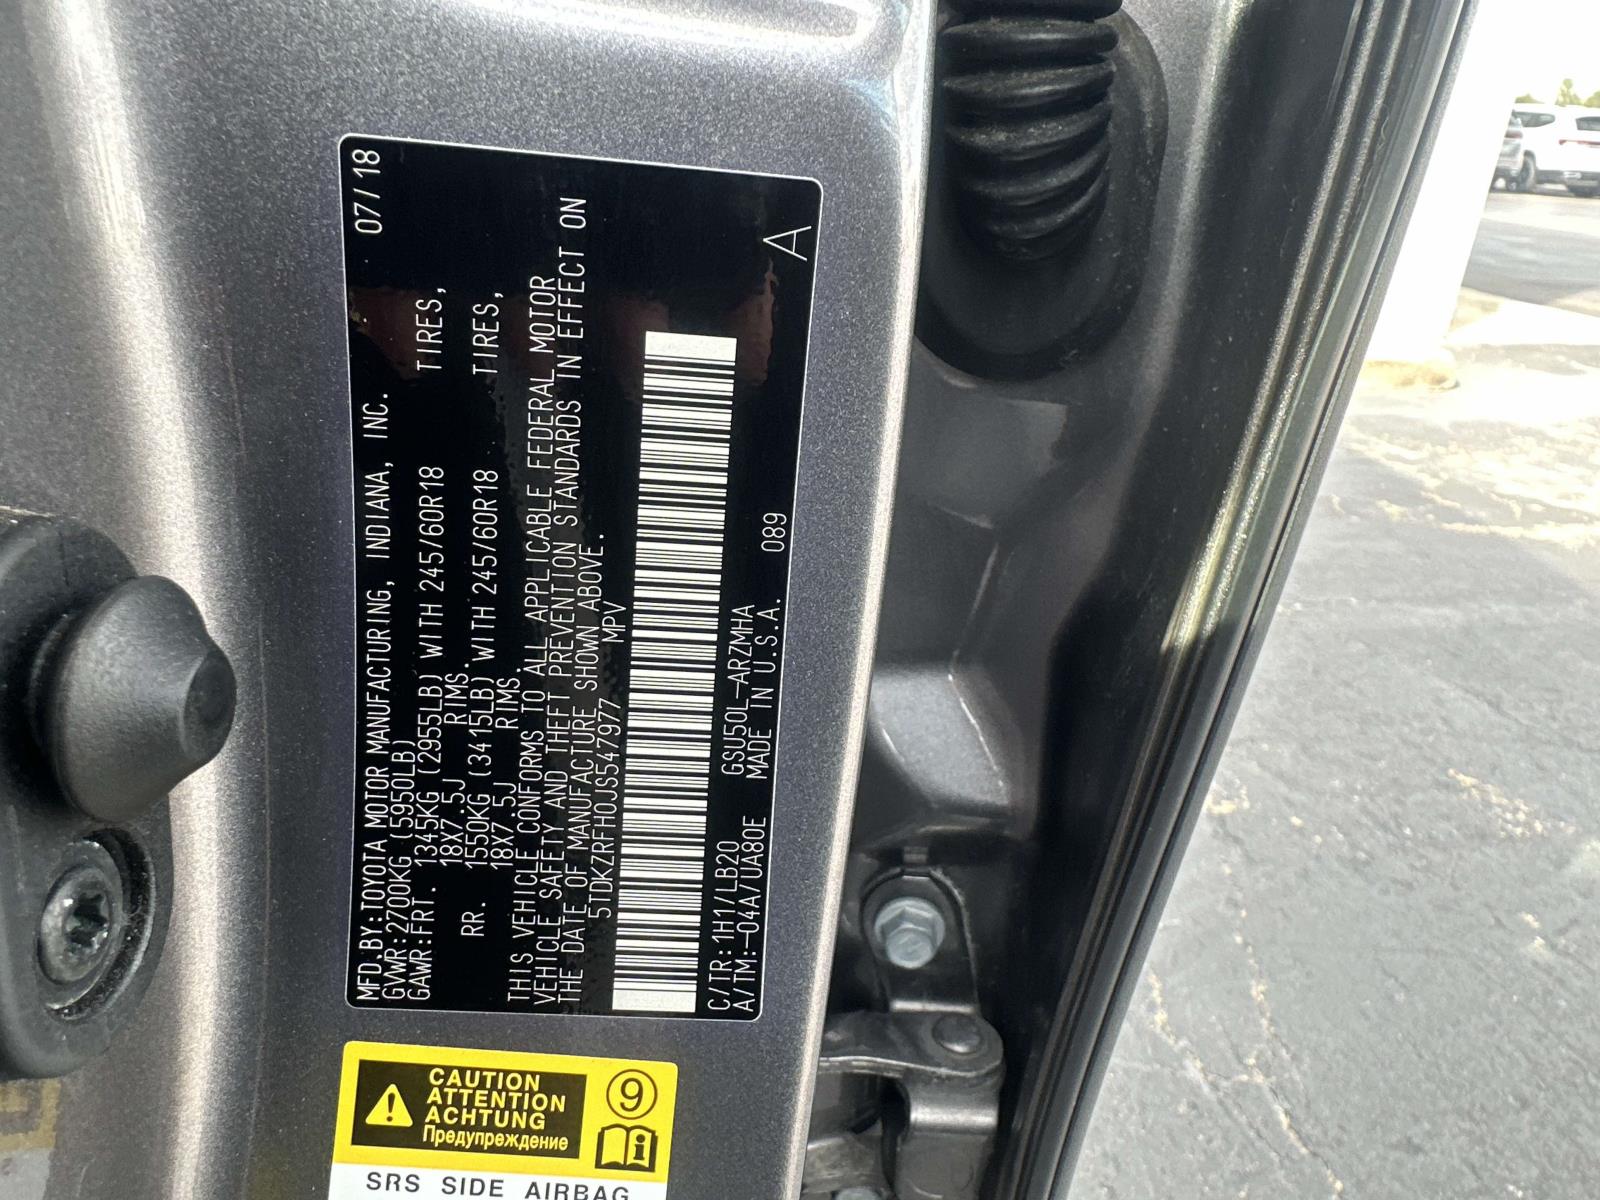 MFD.BY:TOYOTA MOTOR MANUFACTURING, INDIANA, INC. 07/18
GVWR:2700KG (5950LB)
GAWR:FRT. 1345KG (2955LB) WITH 245/60R18 TIRES,
18X7.5J RIMS.
RR. 1550KG (3415LB) WITH 245/60R18 TIRES,
18X7.5J RIMS.
THIS VEHICLE CONFORMS TO ALL APPLICABLE FEDERAL MOTOR
VEHICLE SAFETY AND THEFT PREVENTION STANDARDS IN EFFECT ON
THE DATE OF MANUFACTURE SHOWN ABOVE.
5TDKZRFH0JS547977 MPV
C/TR:1H1/LB20 GSU50L-ARZMHA 089
A/TM:-04A/UA80E MADE IN U.S.A. A
CAUTION
ATTENTION
ACHTUNG
Предупреждение
9
i
SRS SIDE AIRBAG